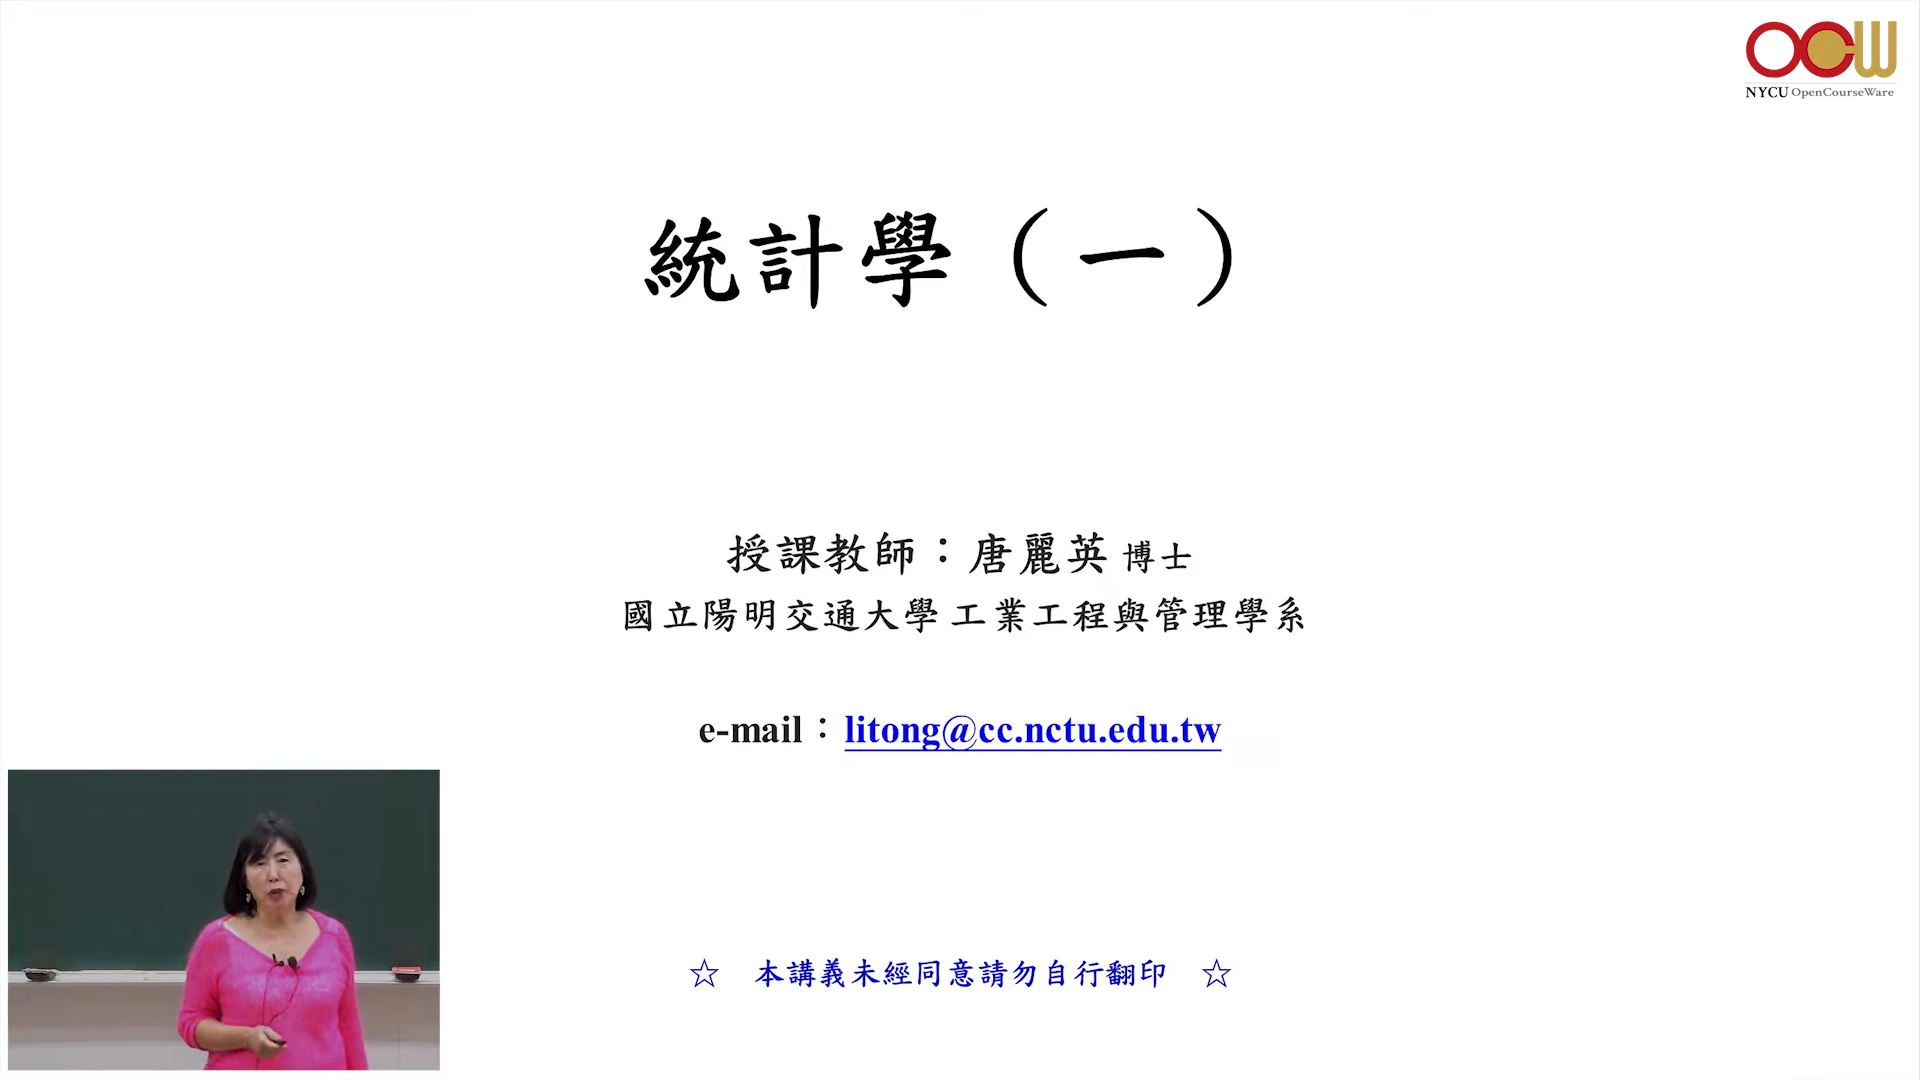 OCW
NYCU OpenCourseWare
統計學（一）
授課教師：唐麗英 博士
國立陽明交通大學 工業工程與管理學系
e-mail：litong@cc.nctu.edu.tw
☆ 本講義未經同意請勿自行翻印 ☆